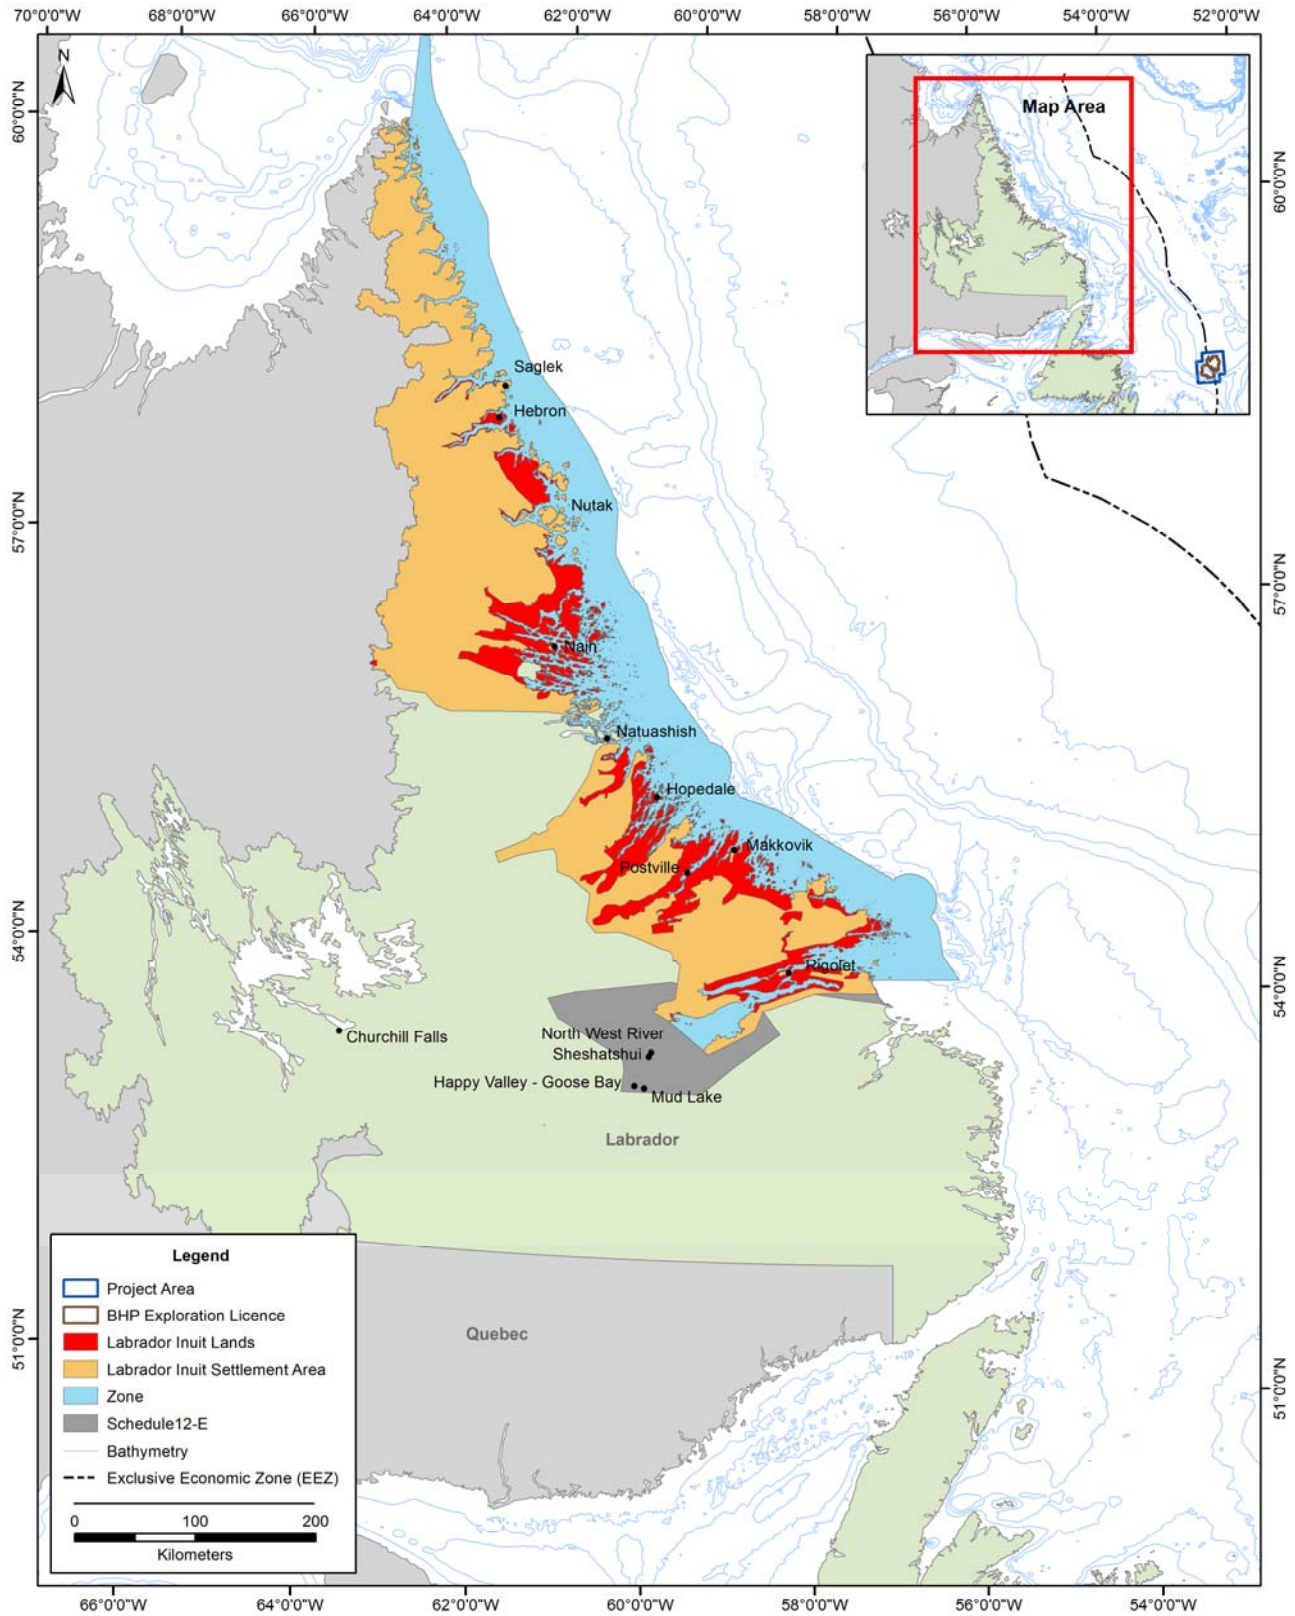 70°0'0"W 68°0'0"W 66°0'0"W 64°0'0"W 62°0'0"W 60°0'0"W 58°0'0"W 56°0'0"W 54°0'0"W 52°0'0"W
N
Map Area
60°0'0"N
60°0'0"N
Saglek
Hebron
Nutak
57°0'0"N
57°0'0"N
Nain
Natuashish
Hopedale
Makkovik
Postville
54°0'0"N
Rigolet
54°0'0"N
Churchill Falls
North West River
Sheshatshui
Happy Valley - Goose Bay
Mud Lake
Labrador
Quebec
51°0'0"N
51°0'0"N
Legend
Project Area
BHP Exploration Licence
Labrador Inuit Lands
Labrador Inuit Settlement Area
Zone
Schedule12-E
Bathymetry
Exclusive Economic Zone (EEZ)
0 100 200
Kilometers
66°0'0"W 64°0'0"W 62°0'0"W 60°0'0"W 58°0'0"W 56°0'0"W 54°0'0"W